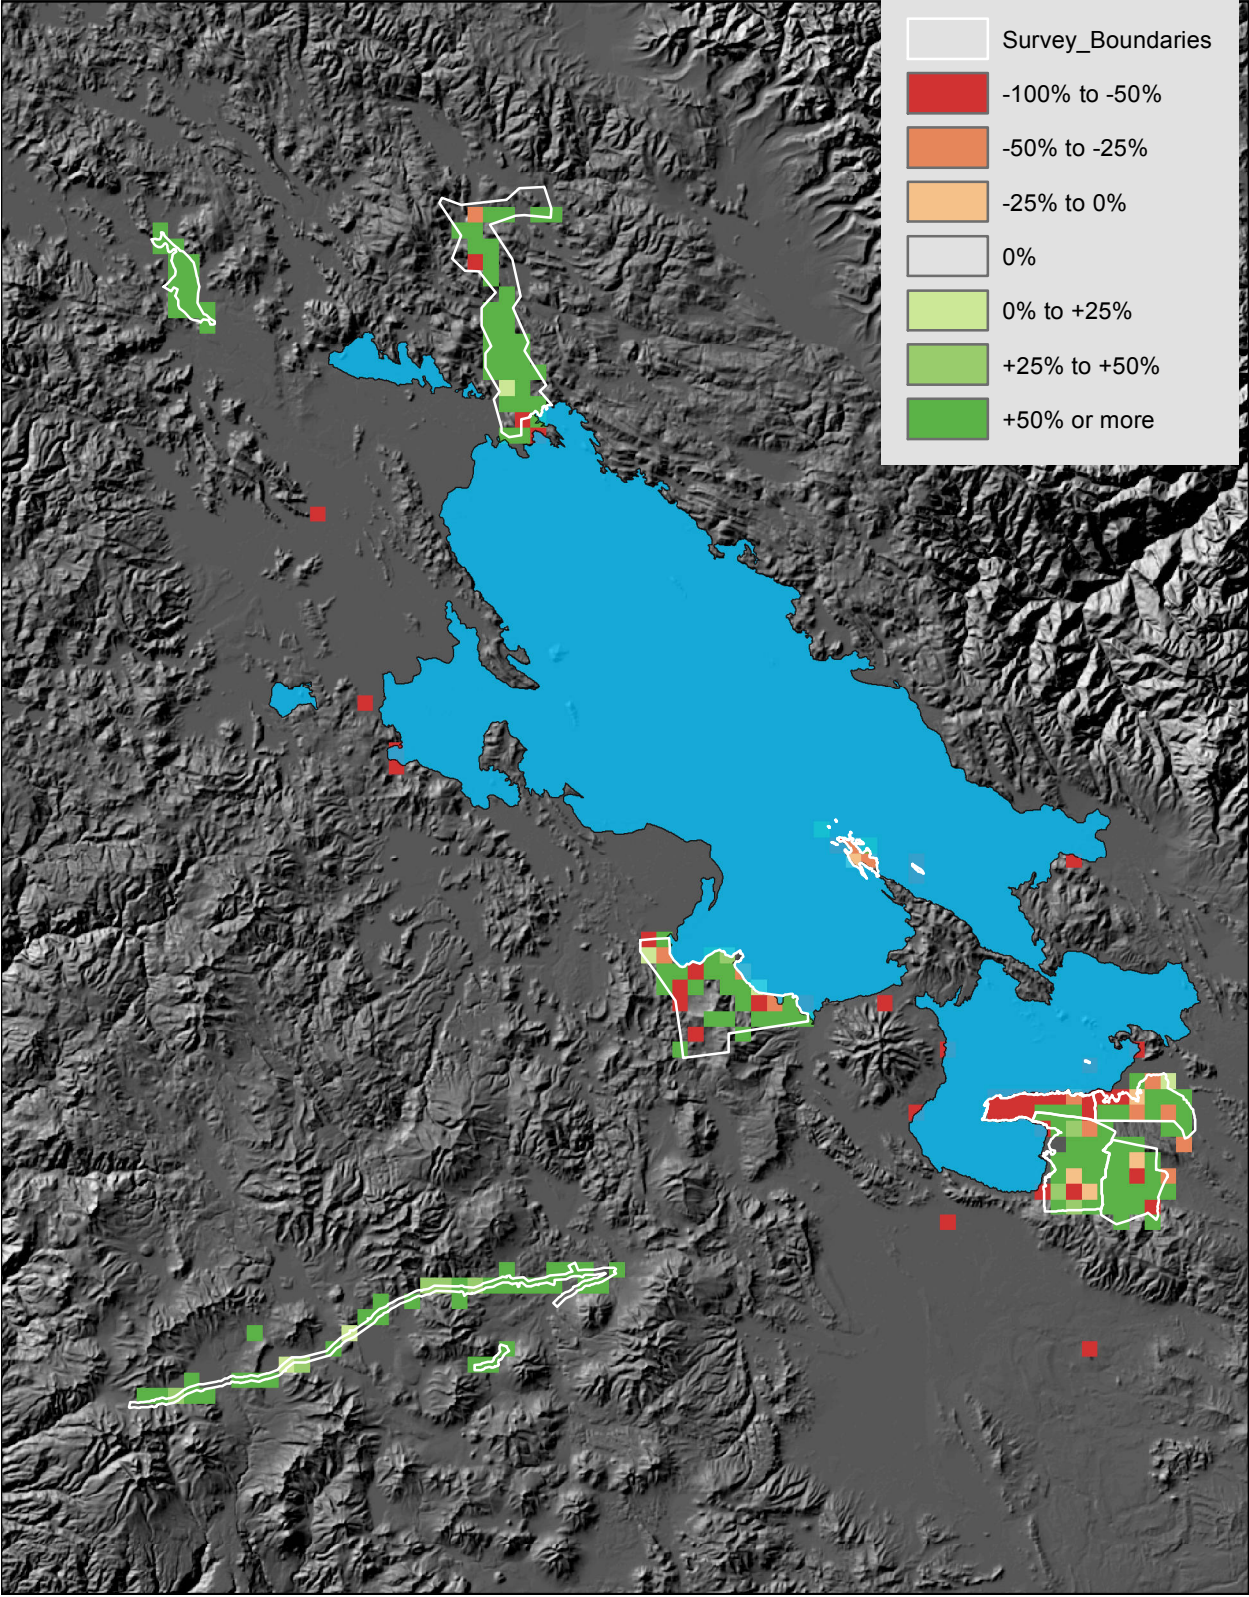 Survey_Boundaries
-100% to -50%
-50% to -25%
-25% to 0%
0%
0% to +25%
+25% to +50%
+50% or more